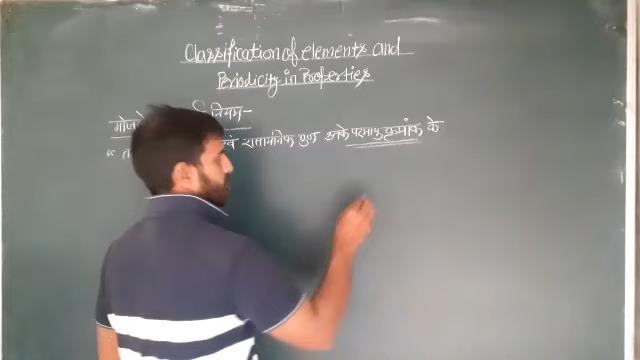 Classification of elements and
Periodicity in Properties
नियम-
" रासायनिक गुण उनके परमाणु क्रमांक के